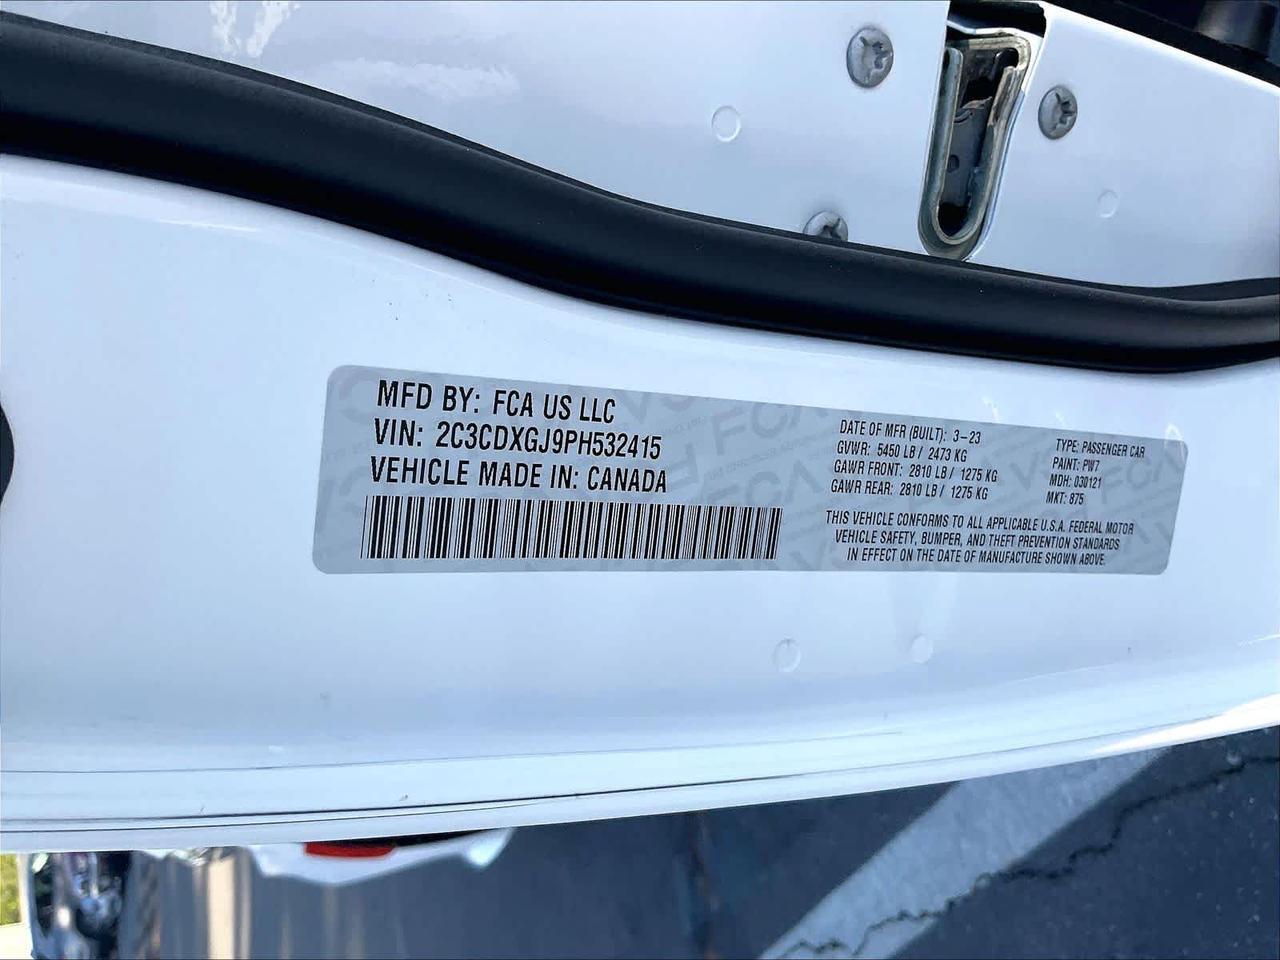 MFD BY: FCA US LLC
VIN: 2C3CDXGJ9PH532415
VEHICLE MADE IN: CANADA
DATE OF MFR (BUILT): 3-23
GVWR: 5450 LB / 2473 KG
GAWR FRONT: 2810 LB / 1275 KG
GAWR REAR: 2810 LB / 1275 KG
TYPE: PASSENGER CAR
PAINT: PW7
MDH: 030121
MKT: 875
THIS VEHICLE CONFORMS TO ALL APPLICABLE U.S.A. FEDERAL MOTOR
VEHICLE SAFETY, BUMPER, AND THEFT PREVENTION STANDARDS
IN EFFECT ON THE DATE OF MANUFACTURE SHOWN ABOVE.